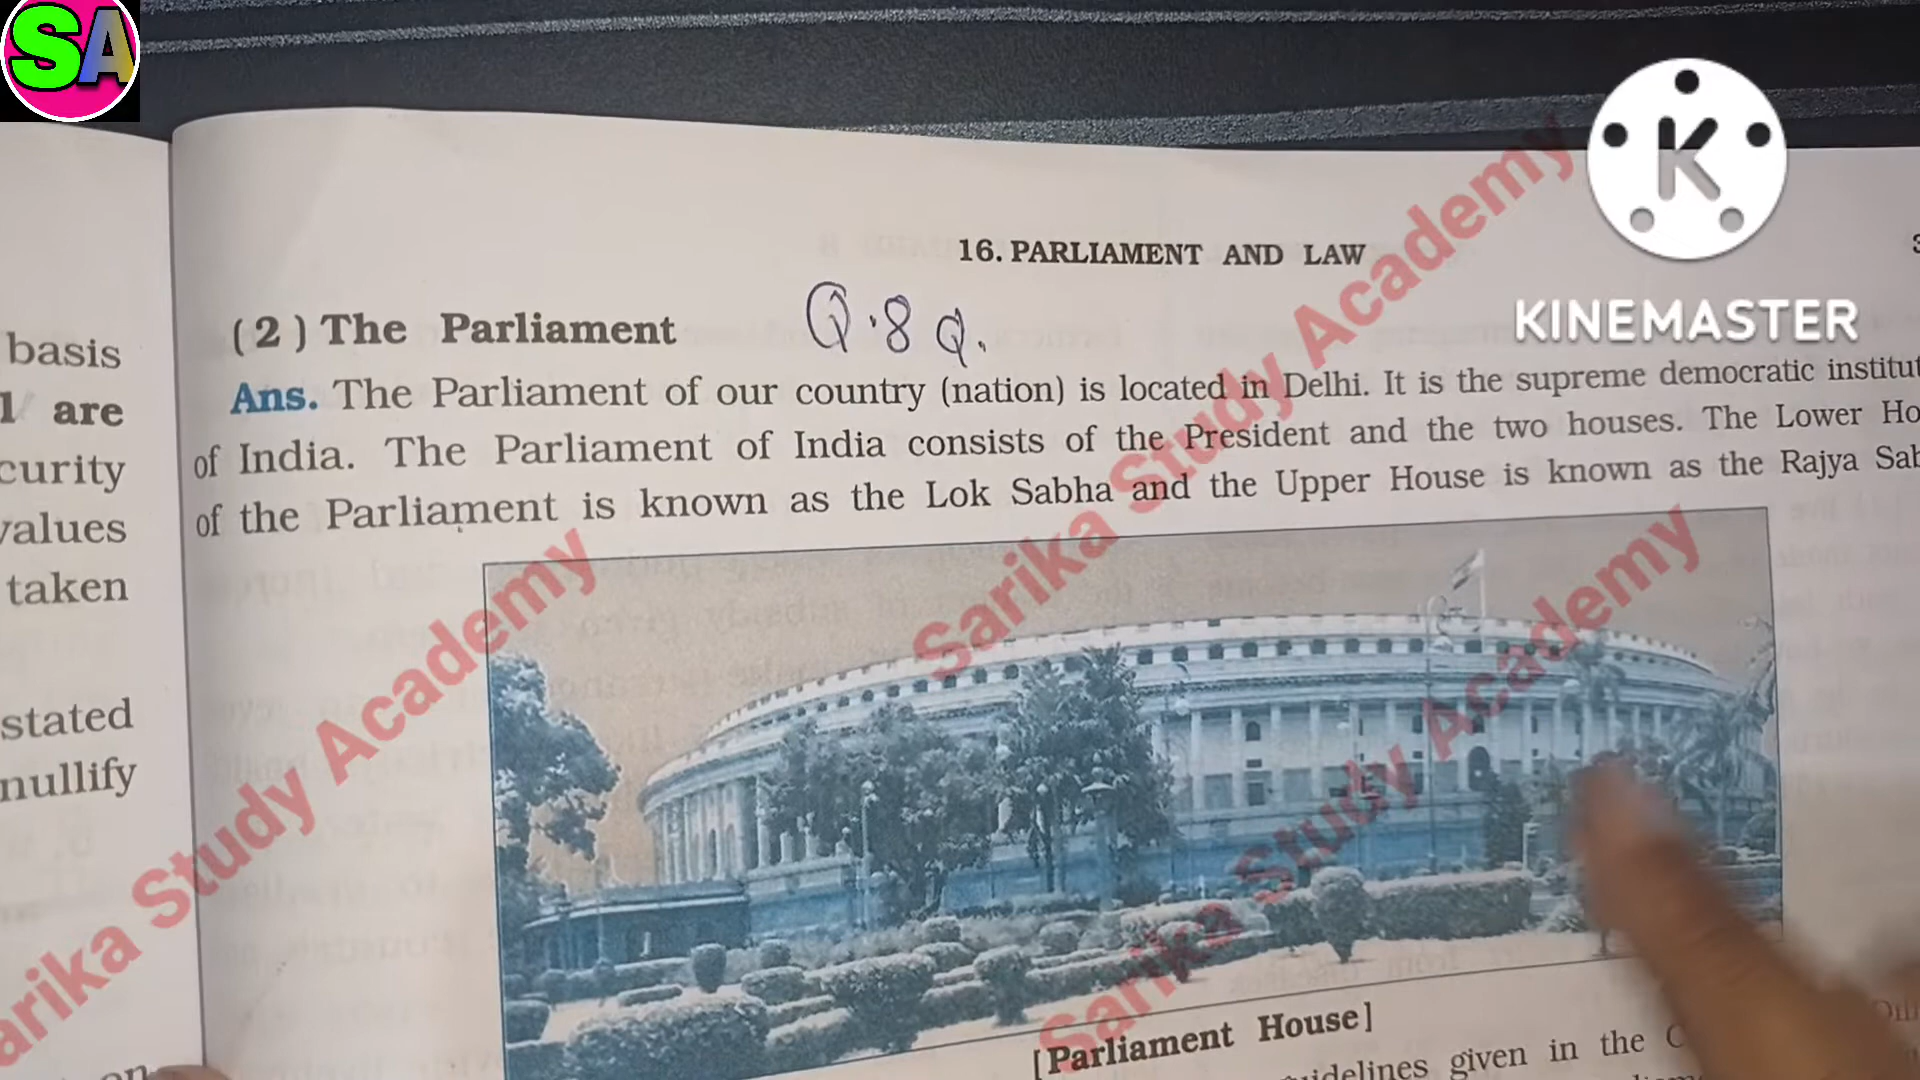 SA
KINEMASTER
16. PARLIAMENT AND LAW
(2) The Parliament Q.8 Q.
Ans. The Parliament of our country (nation) is located in Delhi. It is the supreme democratic institut
of India. The Parliament of India consists of the President and the two houses. The Lower Ho
of the Parliament is known as the Lok Sabha and the Upper House is known as the Rajya Sab
[Parliament House]
uidelines given in the C
basis
are
curity
values
taken
stated
nullify
on
Sarika Study Academy
Sarika Study Academy
Sarika Study Academy
arika Study Academy